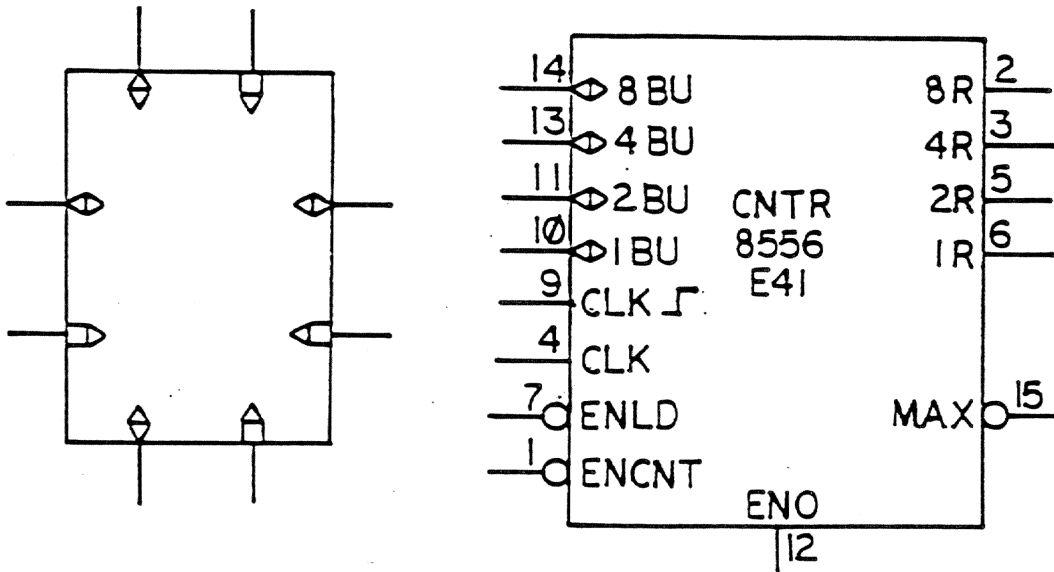 14 8BU
13 4BU
11 2BU
10 1BU
9 CLK
4 CLK
7 ENLD
1 ENCNT
CNTR
8556
E41
8R 2
4R 3
2R 5
1R 6
MAX 15
ENO
12